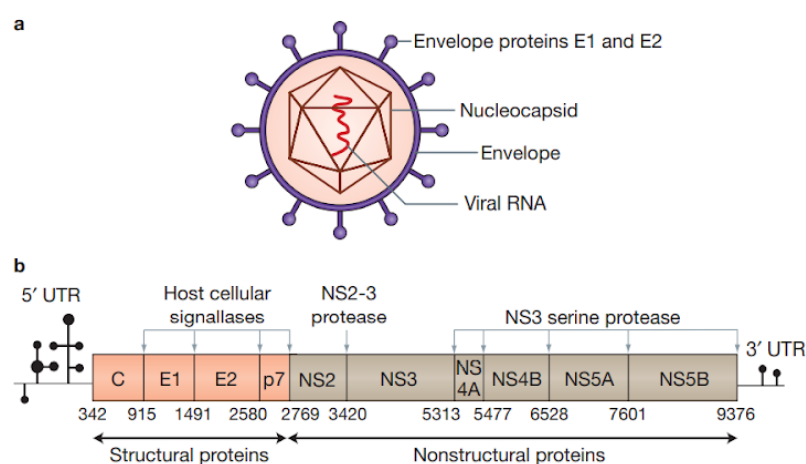 a
Envelope proteins E1 and E2
Nucleocapsid
Envelope
Viral RNA
b
5′ UTR
Host cellular
signallases
NS2-3
protease
NS3 serine protease
3′ UTR
C E1 E2 p7 NS2 NS3 NS
4A NS4B NS5A NS5B
342 915 1491 2580 2769 3420 5313 5477 6528 7601 9376
Structural proteins Nonstructural proteins